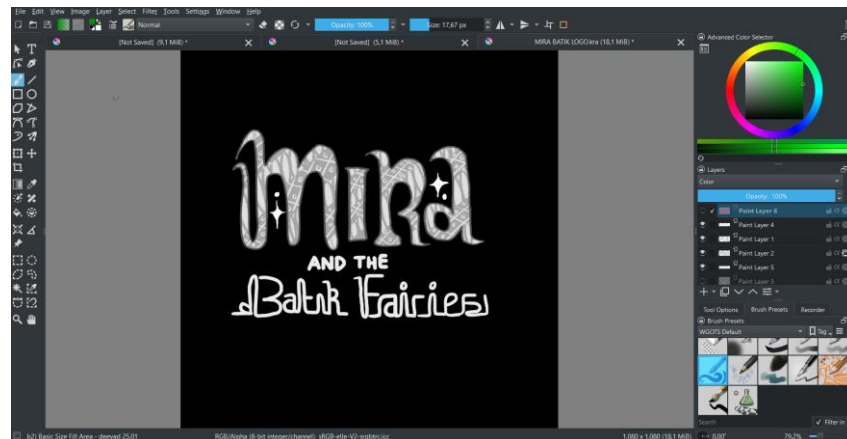 File Edit View Image Layer Select Filter Tools Settings Window Help
Normal
Opacity: 100%
Size: 17,67 px
[Not Saved] (9,1 MiB) *
[Not Saved] (5,1 MiB) *
MIRA BATIK LOGO.kra (18,1 MiB) *
Advanced Color Selector
Mira
AND THE
Batik Fairies
Layers
Color
Opacity: 100%
Paint Layer 6
Paint Layer 4
Paint Layer 1
Paint Layer 2
Paint Layer 5
Paint Layer 3
Tool Options Brush Presets Recorder
Brush Presets
WGOTS Default
Tag
Search
Filter in
b2) Basic Size Fill Area - deevad 25.01
RGB/Alpha (8-bit integer/channel) sRGB-elle-V2-srgbtrc.icc
1.080 x 1.080 (18,1 MiB)
0,00°
79,2%